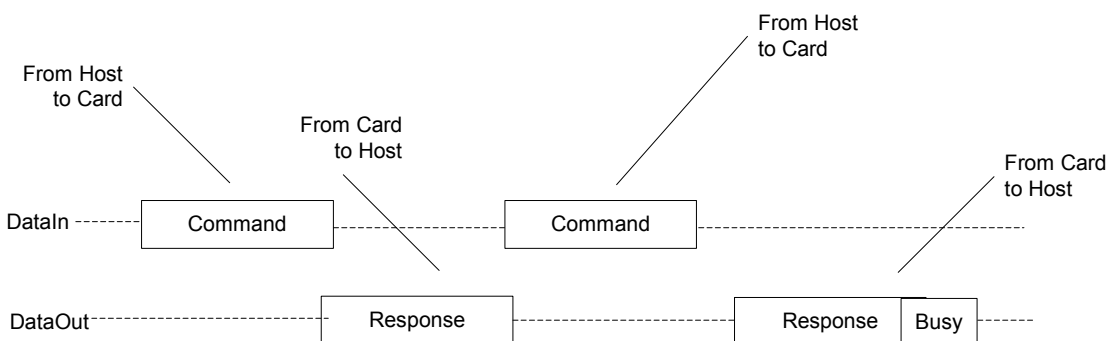 From Host
to Card
From Host
to Card
From Card
to Host
From Card
to Host
DataIn
Command
Command
DataOut
Response
Response
Busy